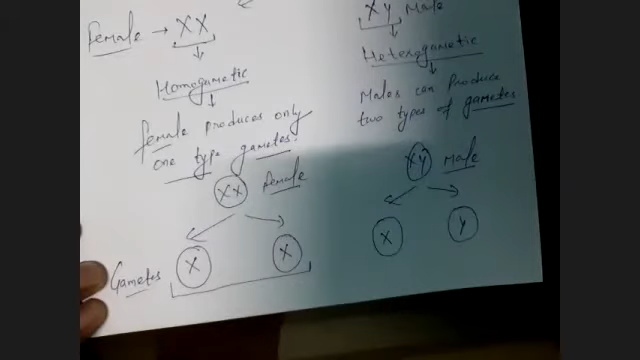 Female → XX
Homogametic
female produces only
one type gametes.
XX female
X X
Gametes
XY Male
Heterogametic
Males can produce
two types of gametes
XY Male
X Y